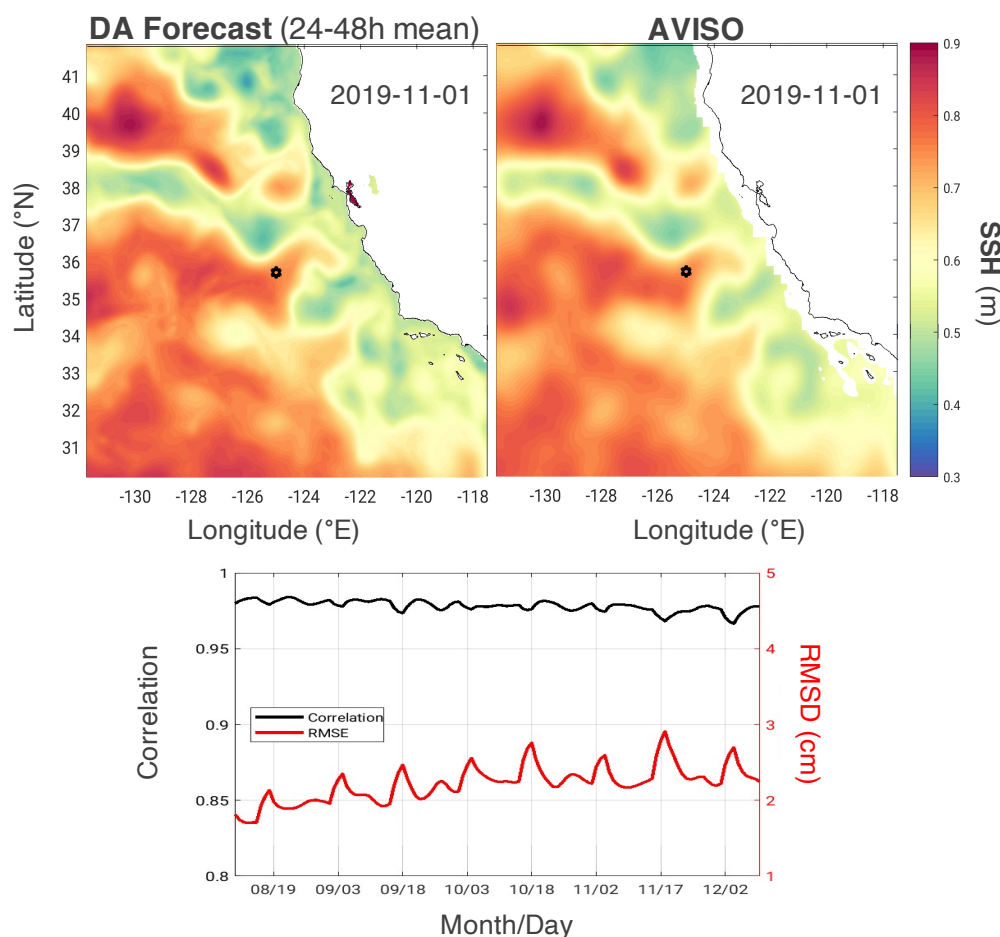 DA Forecast (24-48h mean)
AVISO
2019-11-01
2019-11-01
41
40
39
38
37
36
35
34
33
32
31
Latitude (°N)
-130 -128 -126 -124 -122 -120 -118
-130 -128 -126 -124 -122 -120 -118
Longitude (°E)
Longitude (°E)
0.9
0.8
0.7
0.6
0.5
0.4
0.3
SSH (m)
1
0.95
0.9
0.85
0.8
Correlation
Correlation
RMSE
5
4
3
2
1
RMSD (cm)
08/19 09/03 09/18 10/03 10/18 11/02 11/17 12/02
Month/Day